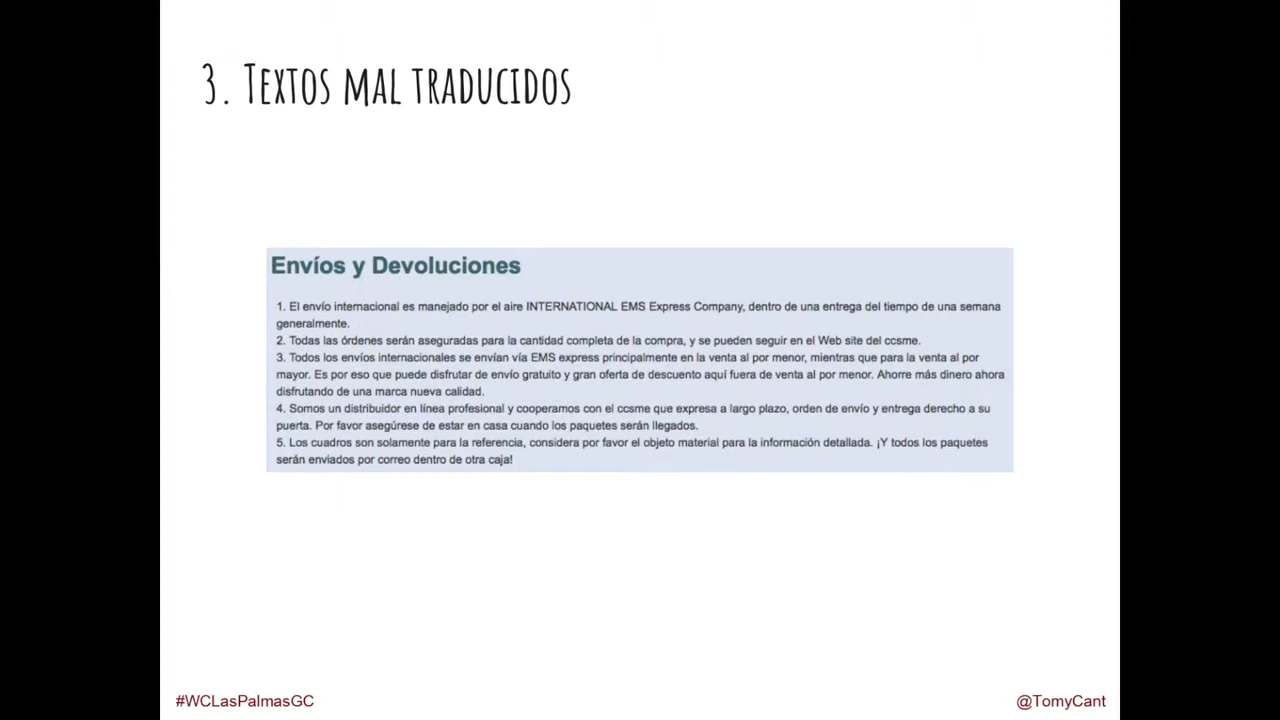 3. Textos mal traducidos
Envíos y Devoluciones
1. El envío internacional es manejado por el aire INTERNATIONAL EMS Express Company, dentro de una entrega del tiempo de una semana
generalmente.
2. Todas las órdenes serán aseguradas para la cantidad completa de la compra, y se pueden seguir en el Web site del ccsme.
3. Todos los envíos internacionales se envían vía EMS express principalmente en la venta al por menor, mientras que para la venta al por
mayor. Es por eso que puede disfrutar de envío gratuito y gran oferta de descuento aquí fuera de venta al por menor. Ahorre más dinero ahora
disfrutando de una marca nueva calidad.
4. Somos un distribuidor en línea profesional y cooperamos con el ccsme que expresa a largo plazo, orden de envío y entrega derecho a su
puerta. Por favor asegúrese de estar en casa cuando los paquetes serán llegados.
5. Los cuadros son solamente para la referencia, considera por favor el objeto material para la información detallada. ¡Y todos los paquetes
serán enviados por correo dentro de otra caja!
#WCLasPalmasGC
@TomyCant